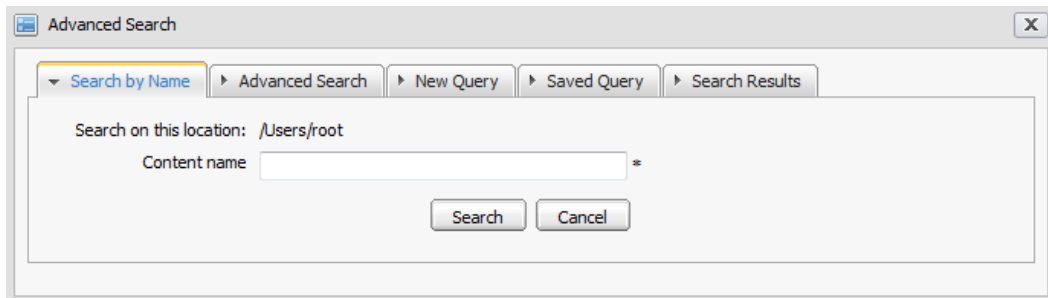 Advanced Search
Search by Name Advanced Search New Query Saved Query Search Results
Search on this location: /Users/root
Content name *
Search Cancel